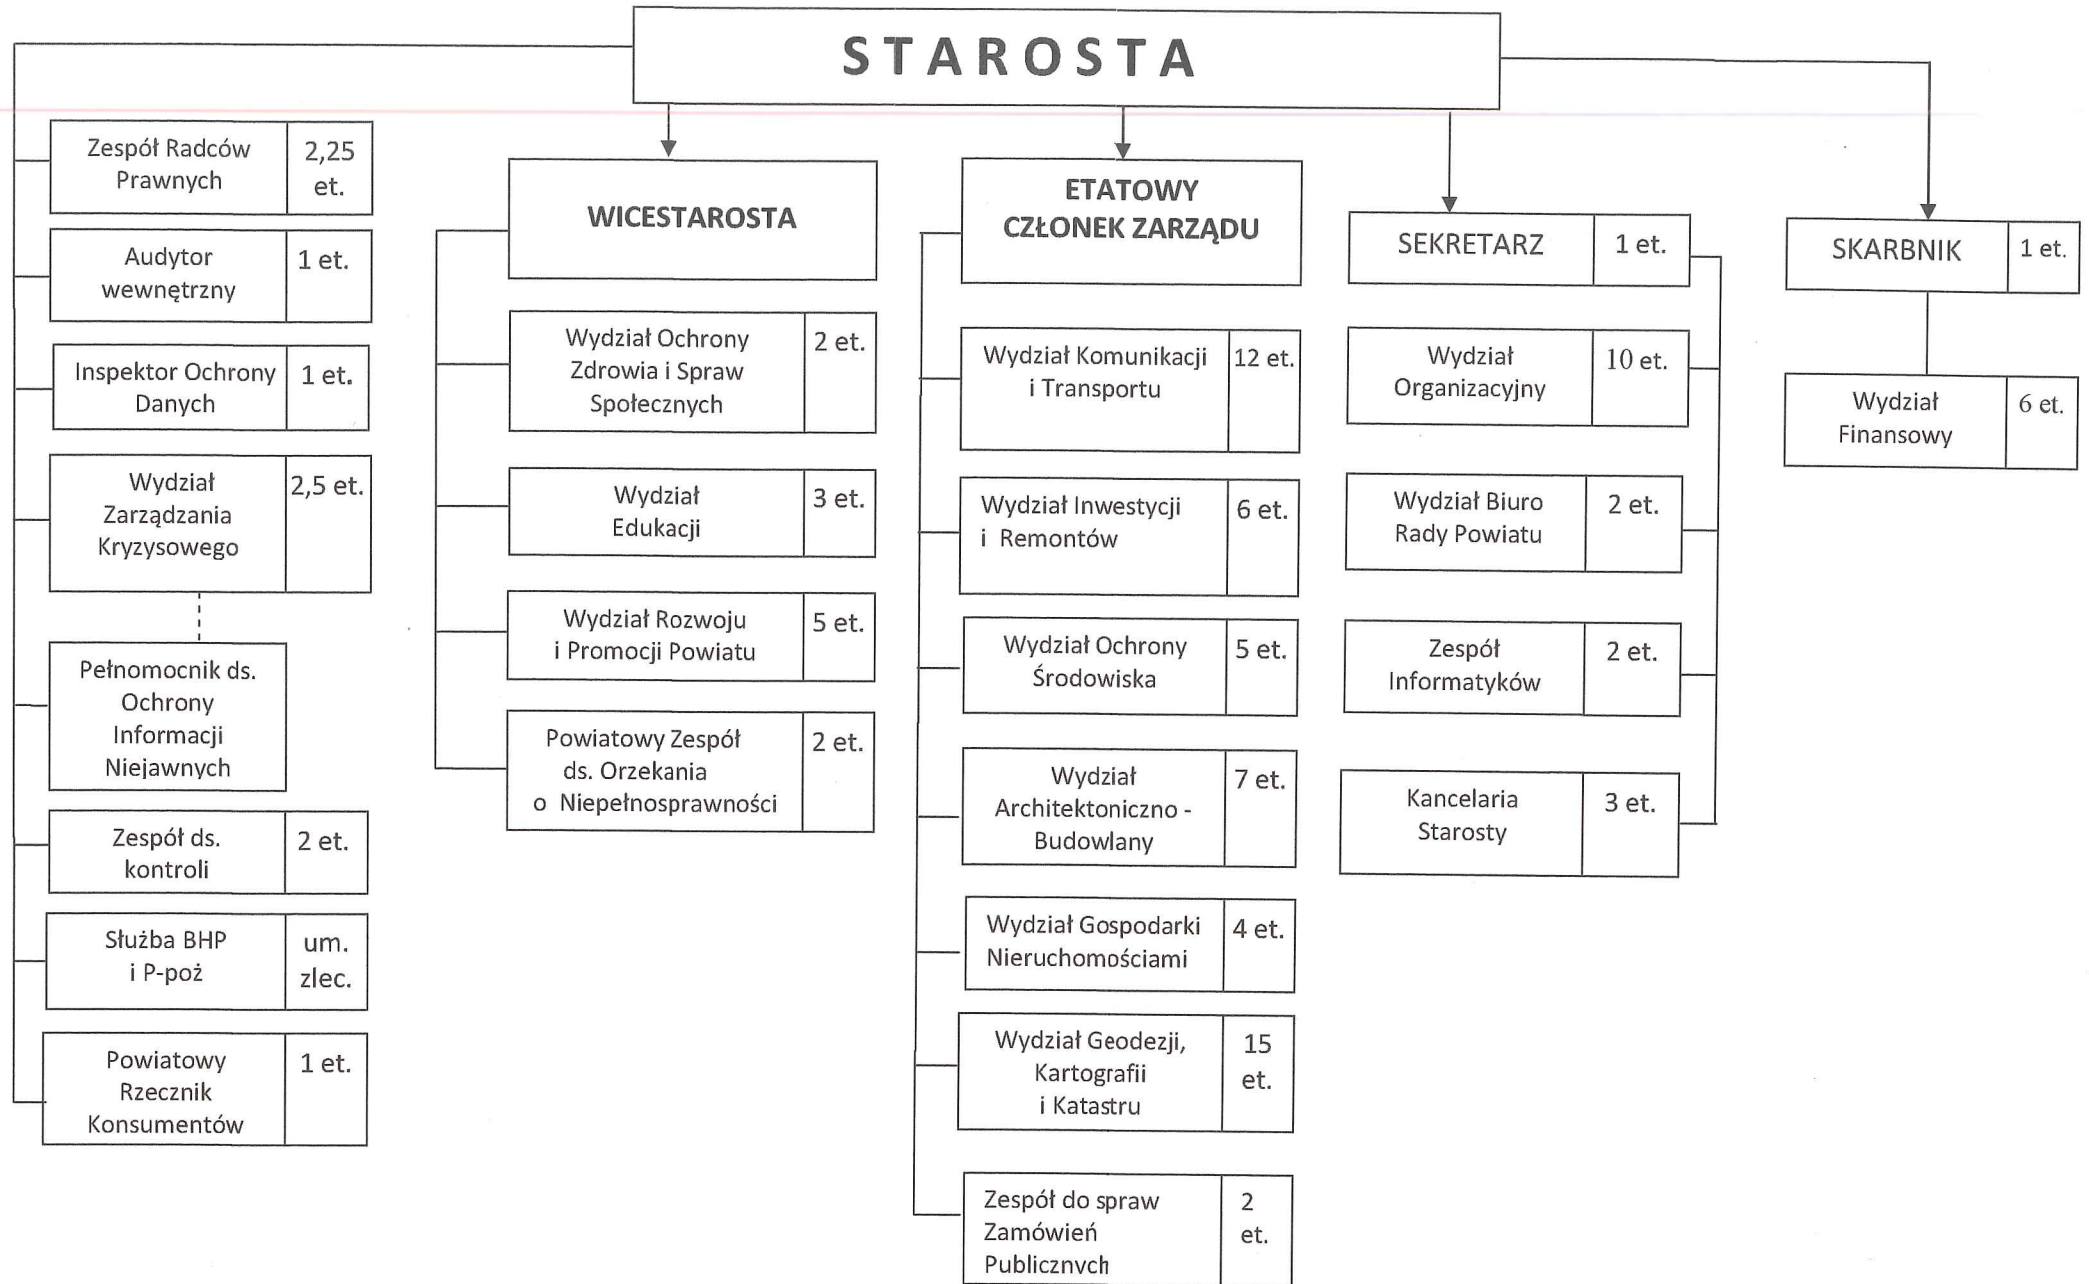 STAROSTA
Zespół Radców
Prawnych
2,25
et.
Audytor
wewnętrzny
1 et.
Inspektor Ochrony
Danych
1 et.
Wydział
Zarządzania
Kryzysowego
2,5 et.
Pełnomocnik ds.
Ochrony
Informacji
Niejawnych
Zespół ds.
kontroli
2 et.
Służba BHP
i P-poż
um.
zlec.
Powiatowy
Rzecznik
Konsumentów
1 et.
WICESTAROSTA
Wydział Ochrony
Zdrowia i Spraw
Społecznych
2 et.
Wydział
Edukacji
3 et.
Wydział Rozwoju
i Promocji Powiatu
5 et.
Powiatowy Zespół
ds. Orzekania
o Niepełnosprawności
2 et.
ETATOWY
CZŁONEK ZARZĄDU
Wydział Komunikacji
i Transportu
12 et.
Wydział Inwestycji
i Remontów
6 et.
Wydział Ochrony
Środowiska
5 et.
Wydział
Architektoniczno -
Budowlany
7 et.
Wydział Gospodarki
Nieruchomościami
4 et.
Wydział Geodezji,
Kartografii
i Katastru
15
et.
Zespół do spraw
Zamówień
Publicznych
2
et.
SEKRETARZ
1 et.
Wydział
Organizacyjny
10 et.
Wydział Biuro
Rady Powiatu
2 et.
Zespół
Informatyków
2 et.
Kancelaria
Starosty
3 et.
SKARBNIK
1 et.
Wydział
Finansowy
6 et.